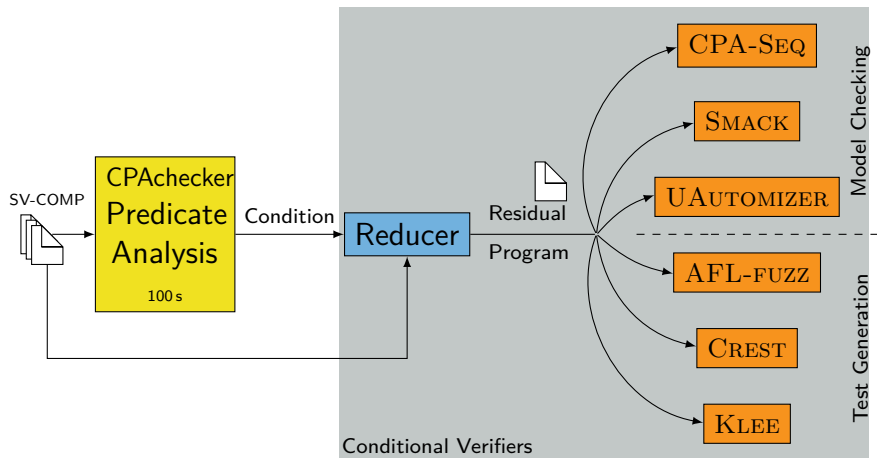 SV-COMP
CPAchecker
Predicate
Analysis
100 s
Condition
Reducer
Residual
Program
CPA-SEQ
SMACK
UAUTOMIZER
AFL-FUZZ
CREST
KLEE
Model Checking
Test Generation
Conditional Verifiers